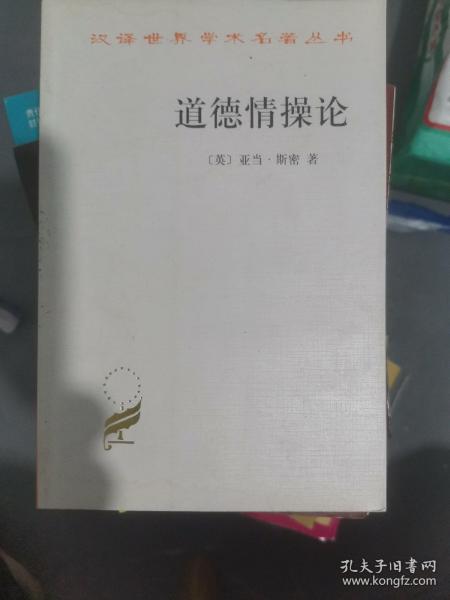 汉译世界学术名著丛书
道德情操论
〔英〕亚当·斯密 著
孔夫子旧书网
www.kongfz.com